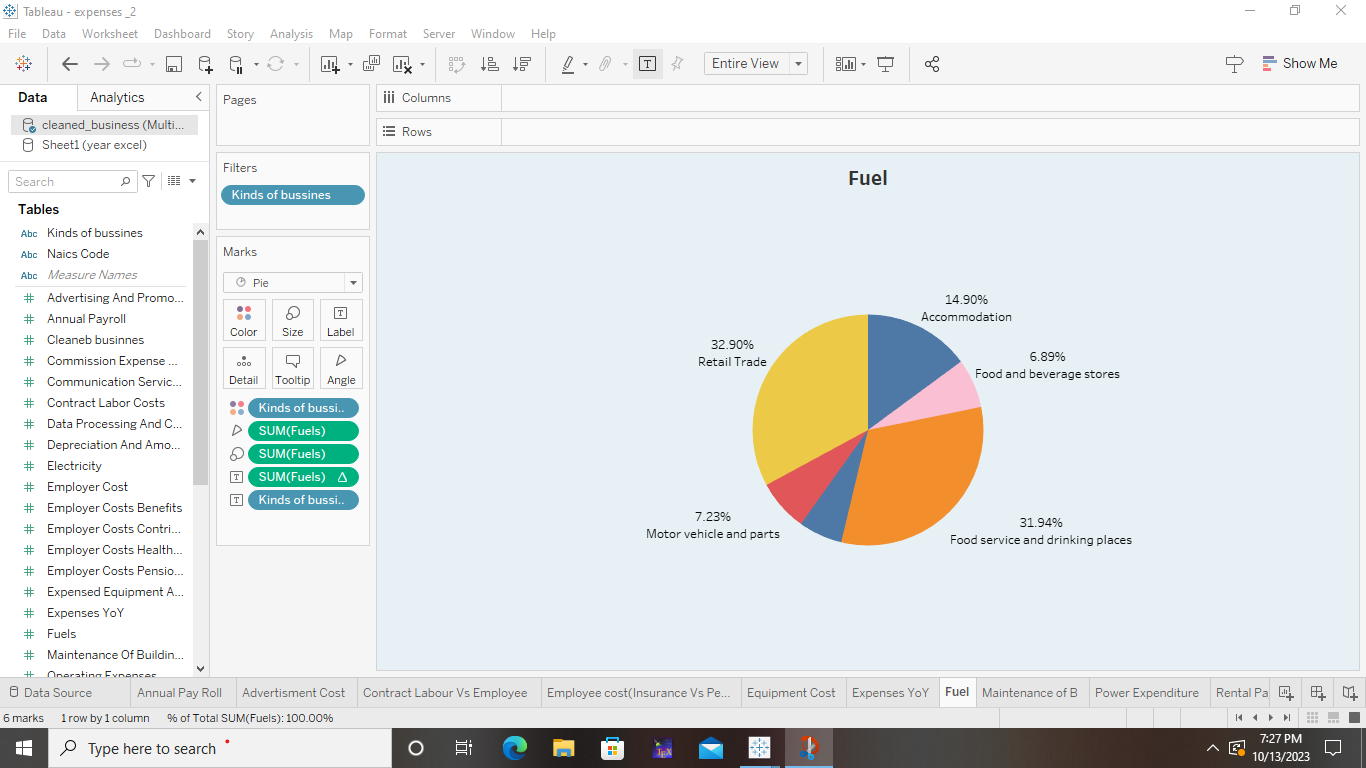 Tableau - expenses _2
File Data Worksheet Dashboard Story Analysis Map Format Server Window Help
Entire View
Show Me
Data Analytics
cleaned_business (Multi...
Sheet1 (year excel)
Search
Tables
Abc Kinds of bussines
Abc Naics Code
Abc Measure Names
Advertising And Promo...
Annual Payroll
Cleaneb businnes
Commission Expense ...
Communication Servic...
Contract Labor Costs
Data Processing And C...
Depreciation And Amo...
Electricity
Employer Cost
Employer Costs Benefits
Employer Costs Contri...
Employer Costs Health...
Employer Costs Pensio...
Expensed Equipment A...
Expenses YoY
Fuels
Maintenance Of Buildin...
Operating Expenses
Pages
Filters
Kinds of bussines
Marks
Pie
Color Size Label
Detail Tooltip Angle
Kinds of bussi..
SUM(Fuels)
SUM(Fuels)
SUM(Fuels)
Kinds of bussi..
Columns
Rows
Fuel
14.90%
Accommodation
6.89%
Food and beverage stores
32.90%
Retail Trade
7.23%
Motor vehicle and parts
31.94%
Food service and drinking places
Data Source Annual Pay Roll Advertisment Cost Contract Labour Vs Employee Employee cost(Insurance Vs Pe... Equipment Cost Expenses YoY Fuel Maintenance of B Power Expenditure Rental Pa
6 marks 1 row by 1 column % of Total SUM(Fuels): 100.00%
Type here to search
7:27 PM
10/13/2023